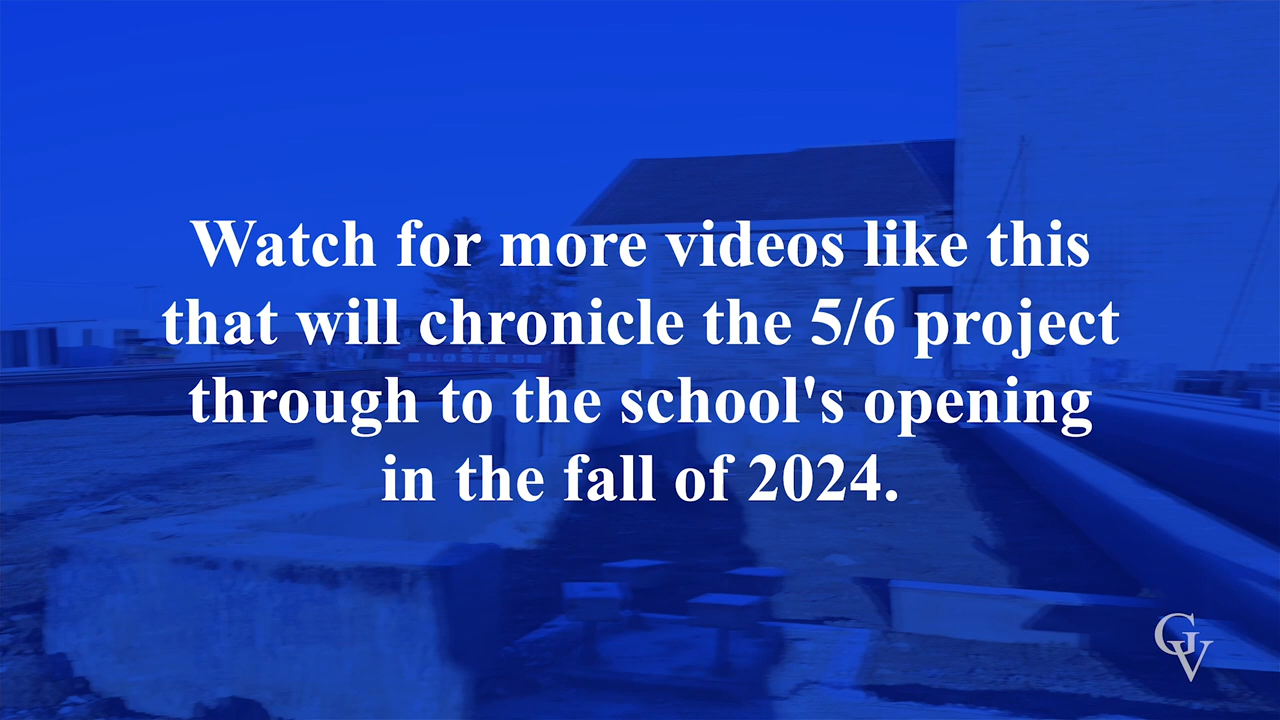 Watch for more videos like this
that will chronicle the 5/6 project
through to the school's opening
in the fall of 2024.
BLOSENSKI
GV